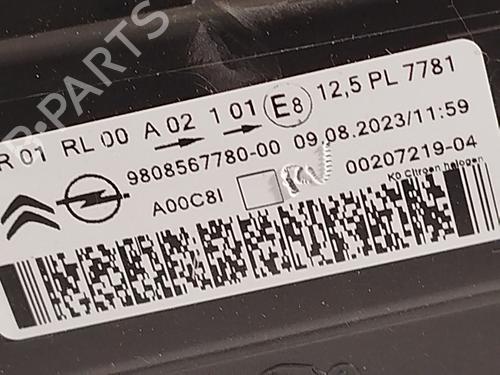 B-PARTS
R 01 RL 00 A 02 1 01 E8 12,5 PL 7781
9808567780-00 09.08.2023/11:59
A00C8I 00207219-04
K0 Citroen halogen